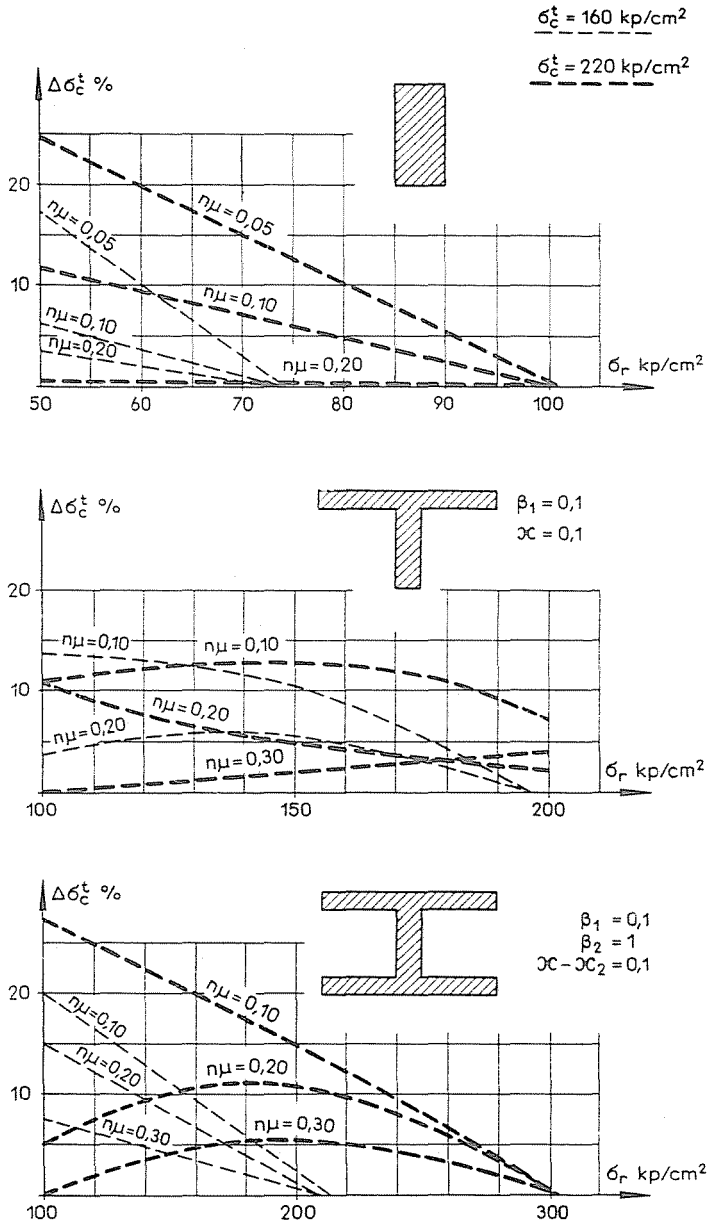 σ_c^t = 160 kp/cm²
σ_c^t = 220 kp/cm²
Δσ_c^t %
20
10
nμ=0,05
nμ=0,05
nμ=0,10
nμ=0,10
nμ=0,20
nμ=0,20
σ_r kp/cm²
50 60 70 80 90 100
Δσ_c^t %
β₁ = 0,1
ϰ = 0,1
20
10
nμ=0,10
nμ=0,10
nμ=0,20
nμ=0,20
nμ=0,30
σ_r kp/cm²
100 150 200
Δσ_c^t %
β₁ = 0,1
β₂ = 1
ϰ – ϰ₂ = 0,1
20
10
nμ=0,10
nμ=0,10
nμ=0,20
nμ=0,20
nμ=0,30
nμ=0,30
σ_r kp/cm²
100 200 300